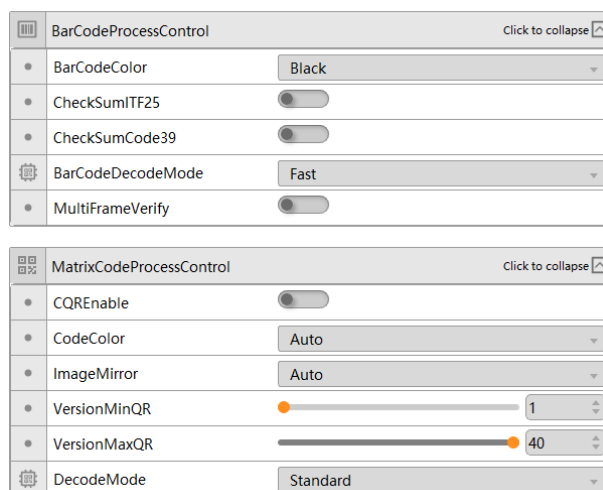 BarCodeProcessControl Click to collapse
BarCodeColor Black
CheckSumITF25
CheckSumCode39
BarCodeDecodeMode Fast
MultiFrameVerify
MatrixCodeProcessControl Click to collapse
CQREnable
CodeColor Auto
ImageMirror Auto
VersionMinQR 1
VersionMaxQR 40
DecodeMode Standard